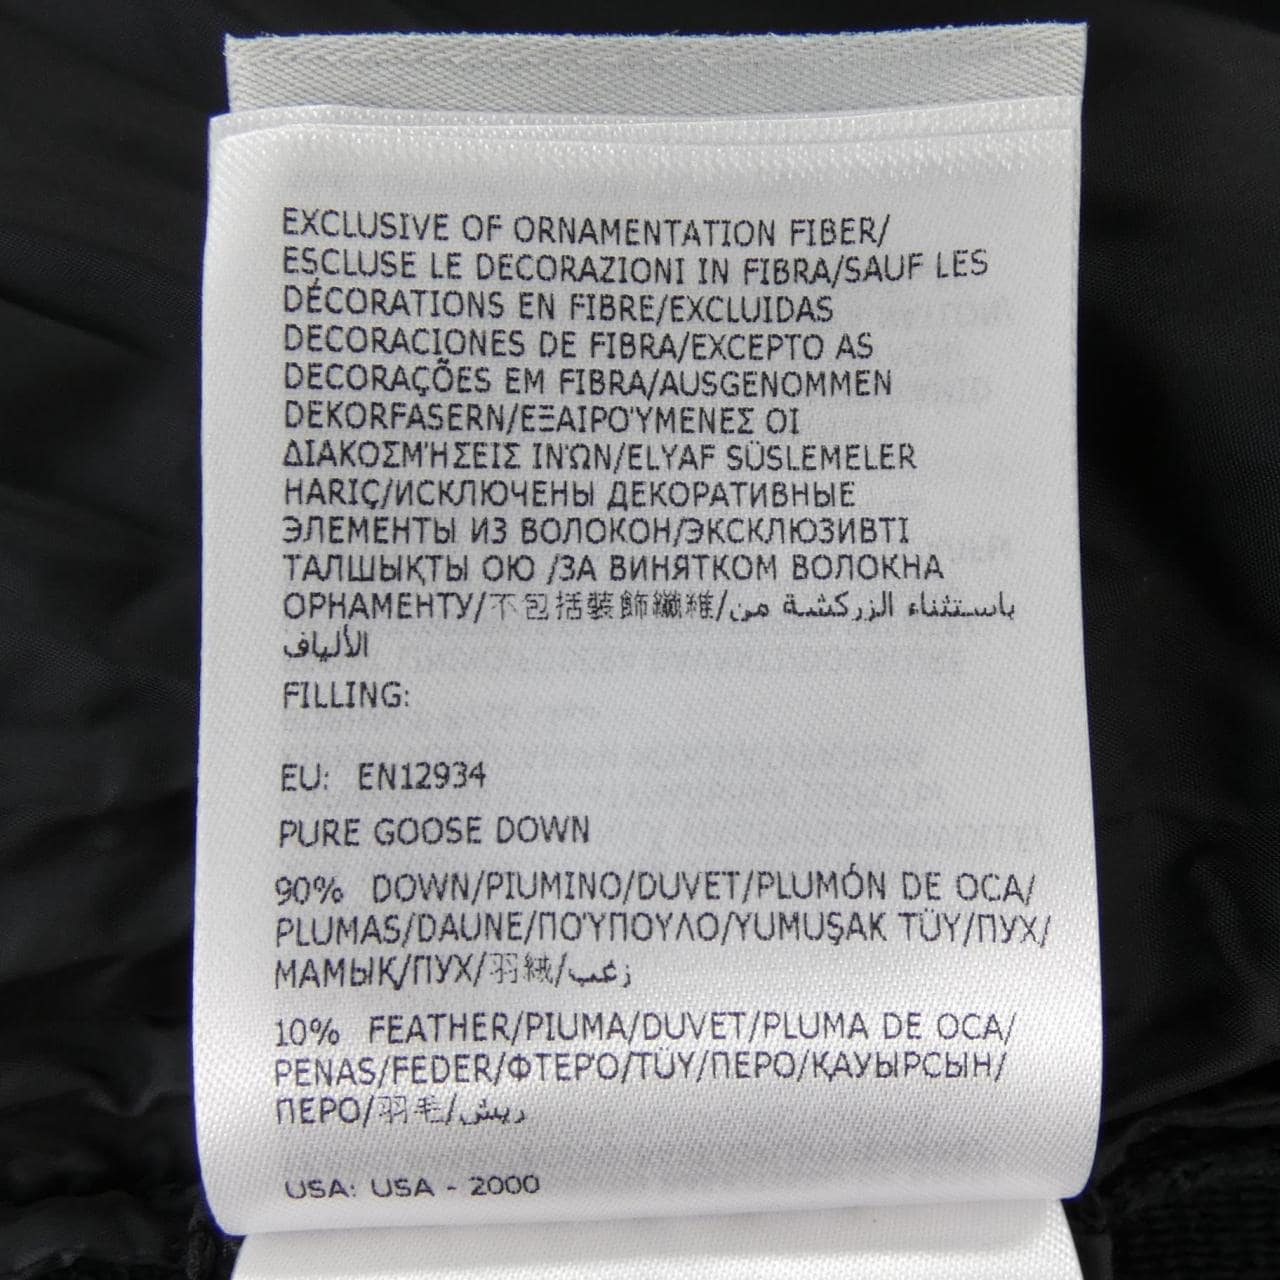 EXCLUSIVE OF ORNAMENTATION FIBER/
ESCLUSE LE DECORAZIONI IN FIBRA/SAUF LES
DÉCORATIONS EN FIBRE/EXCLUIDAS
DECORACIONES DE FIBRA/EXCEPTO AS
DECORAÇÕES EM FIBRA/AUSGENOMMEN
DEKORFASERN/ΕΞΑΙΡΟΎΜΕΝΕΣ ΟΙ
ΔΙΑΚΟΣΜΉΣΕΙΣ ΙΝΏΝ/ELYAF SÜSLEMELER
HARIÇ/ИСКЛЮЧЕНЫ ДЕКОРАТИВНЫЕ
ЭЛЕМЕНТЫ ИЗ ВОЛОКОН/ЭКСКЛЮЗИВТІ
ТАЛШЫҚТЫ ОЮ /ЗА ВИНЯТКОМ ВОЛОКНА
ОРНАМЕНТУ/不包括裝飾纖維/باستثناء الزركشة من
الألياف
FILLING:
EU: EN12934
PURE GOOSE DOWN
90% DOWN/PIUMINO/DUVET/PLUMÓN DE OCA/
PLUMAS/DAUNE/ΠΟΎΠΟΥΛΟ/YUMUŞAK TÜY/ПУХ/
МАМЫҚ/ПУХ/羽絨/زغب
10% FEATHER/PIUMA/DUVET/PLUMA DE OCA/
PENAS/FEDER/ΦΤΕΡΌ/TÜY/ПЕРО/ҚАУЫРСЫН/
ПЕРО/羽毛/ريش
USA: USA - 2000